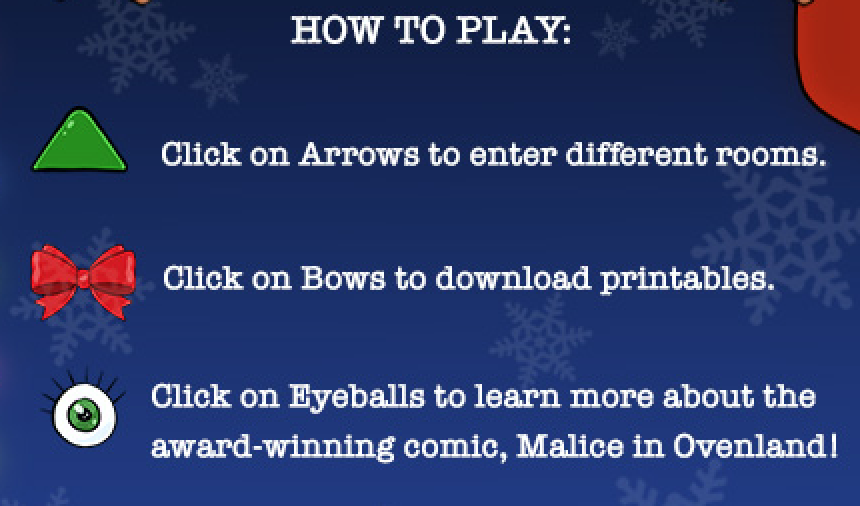 HOW TO PLAY:
Click on Arrows to enter different rooms.
Click on Bows to download printables.
Click on Eyeballs to learn more about the
award-winning comic, Malice in Ovenland!